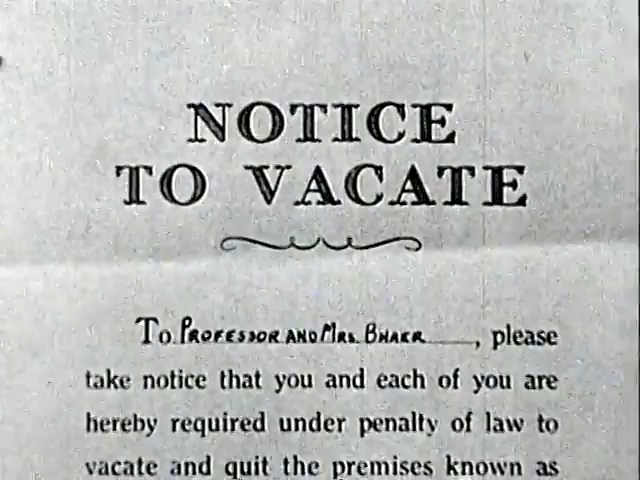 NOTICE
TO VACATE
To PROFESSOR AND MRS. BHAER, please
take notice that you and each of you are
hereby required under penalty of law to
vacate and quit the premises known as